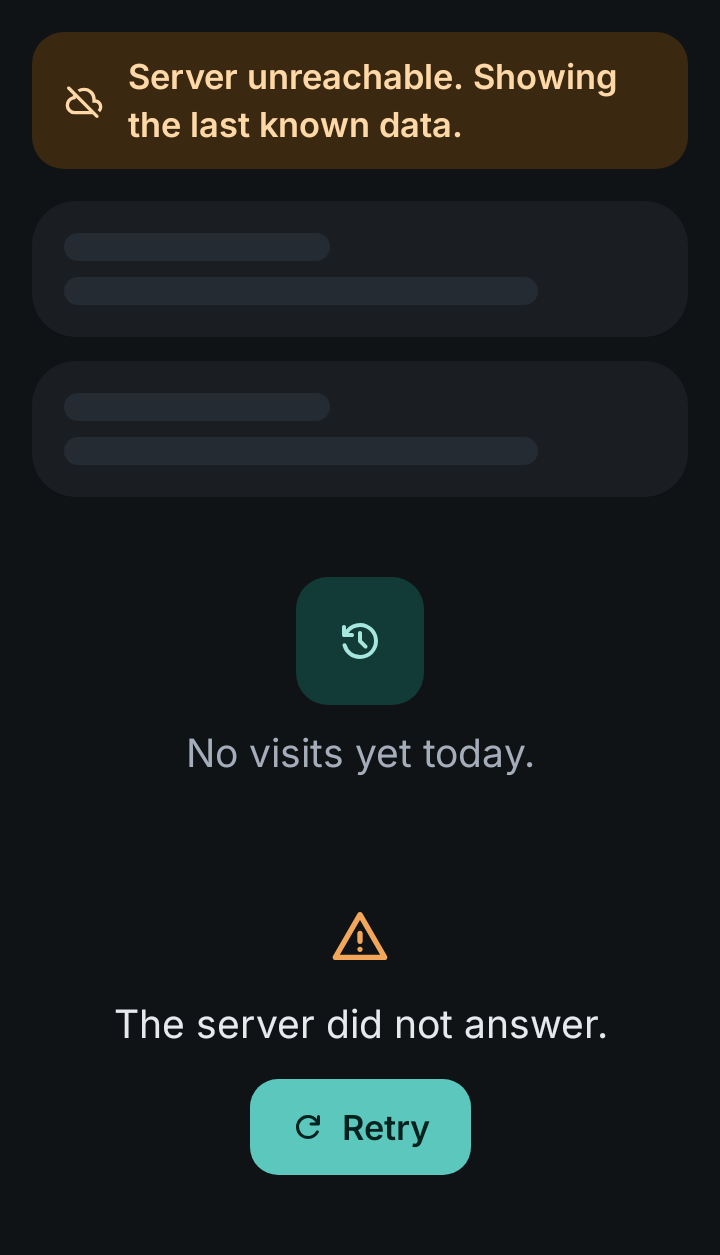 Server unreachable. Showing
the last known data.
No visits yet today.
The server did not answer.
Retry